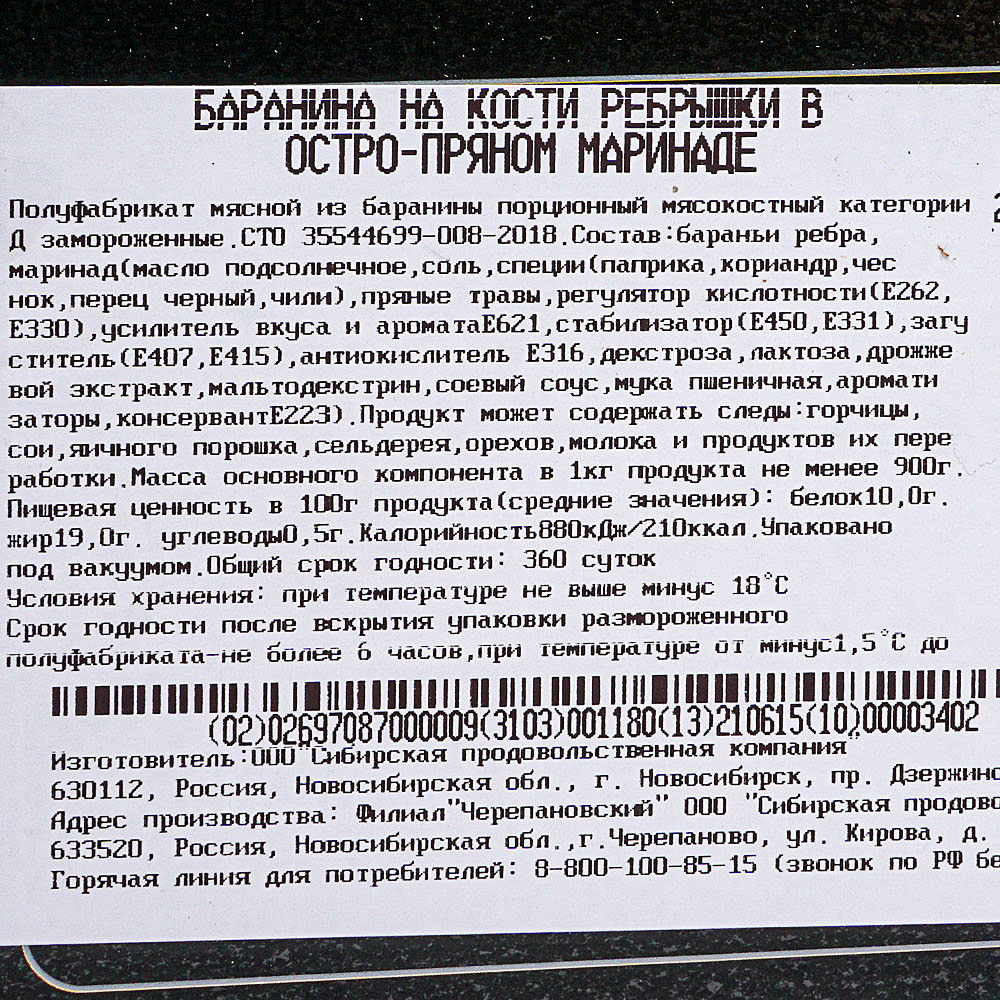 БАРАНИНА НА КОСТИ РЕБРЫШКИ В
ОСТРО-ПРЯНОМ МАРИНАДЕ
Полуфабрикат мясной из баранины порционный мясокостный категории
Д замороженные.СТО 35544699-008-2018.Состав:бараньи ребра,
маринад(масло подсолнечное,соль,специи(паприка,кориандр,чес
нок,перец черный,чили),пряные травы,регулятор кислотности(Е262,
Е330),усилитель вкуса и ароматаЕ621,стабилизатор(Е450,Е331),загу
ститель(Е407,Е415),антиокислитель Е316,декстроза,лактоза,дрожже
вой экстракт,мальтодекстрин,соевый соус,мука пшеничная,аромати
заторы,консервантЕ223).Продукт может содержать следы:горчицы,
сои,яичного порошка,сельдерея,орехов,молока и продуктов их пере
работки.Масса основного компонента в 1кг продукта не менее 900г.
Пищевая ценность в 100г продукта(средние значения): белок10,0г.
жир19,0г. углеводы0,5г.Калорийность880кДж/210ккал.Упаковано
под вакуумом.Общий срок годности: 360 суток
Условия хранения: при температуре не выше минус 18°С
Срок годности после вскрытия упаковки размороженного
полуфабриката-не более 6 часов,при температуре от минус1,5°С до
(02)02697087000009(3103)001180(13)210615(10)00003402
Изготовитель:ООО"Сибирская продовольственная компания"
630112, Россия, Новосибирская обл., г. Новосибирск, пр. Дзержинс
Адрес производства: Филиал"Черепановский" ООО "Сибирская продово
633520, Россия, Новосибирская обл.,г.Черепаново, ул. Кирова, д.
Горячая линия для потребителей: 8-800-100-85-15 (звонок по РФ бе